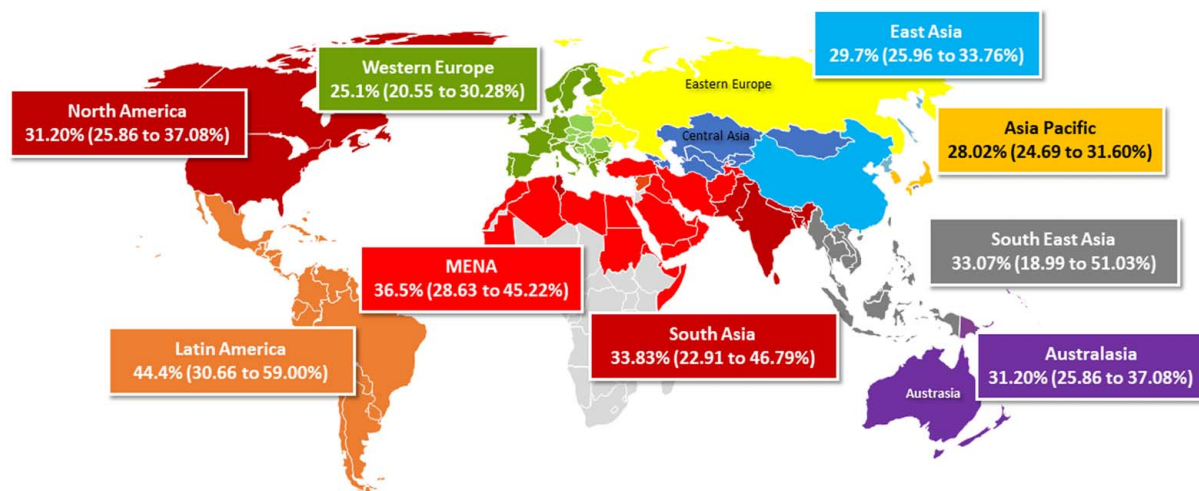 East Asia
29.7% (25.96 to 33.76%)
Western Europe
25.1% (20.55 to 30.28%)
Eastern Europe
North America
31.20% (25.86 to 37.08%)
Central Asia
Asia Pacific
28.02% (24.69 to 31.60%)
South East Asia
33.07% (18.99 to 51.03%)
MENA
36.5% (28.63 to 45.22%)
South Asia
33.83% (22.91 to 46.79%)
Latin America
44.4% (30.66 to 59.00%)
Australasia
31.20% (25.86 to 37.08%)
Austrasia